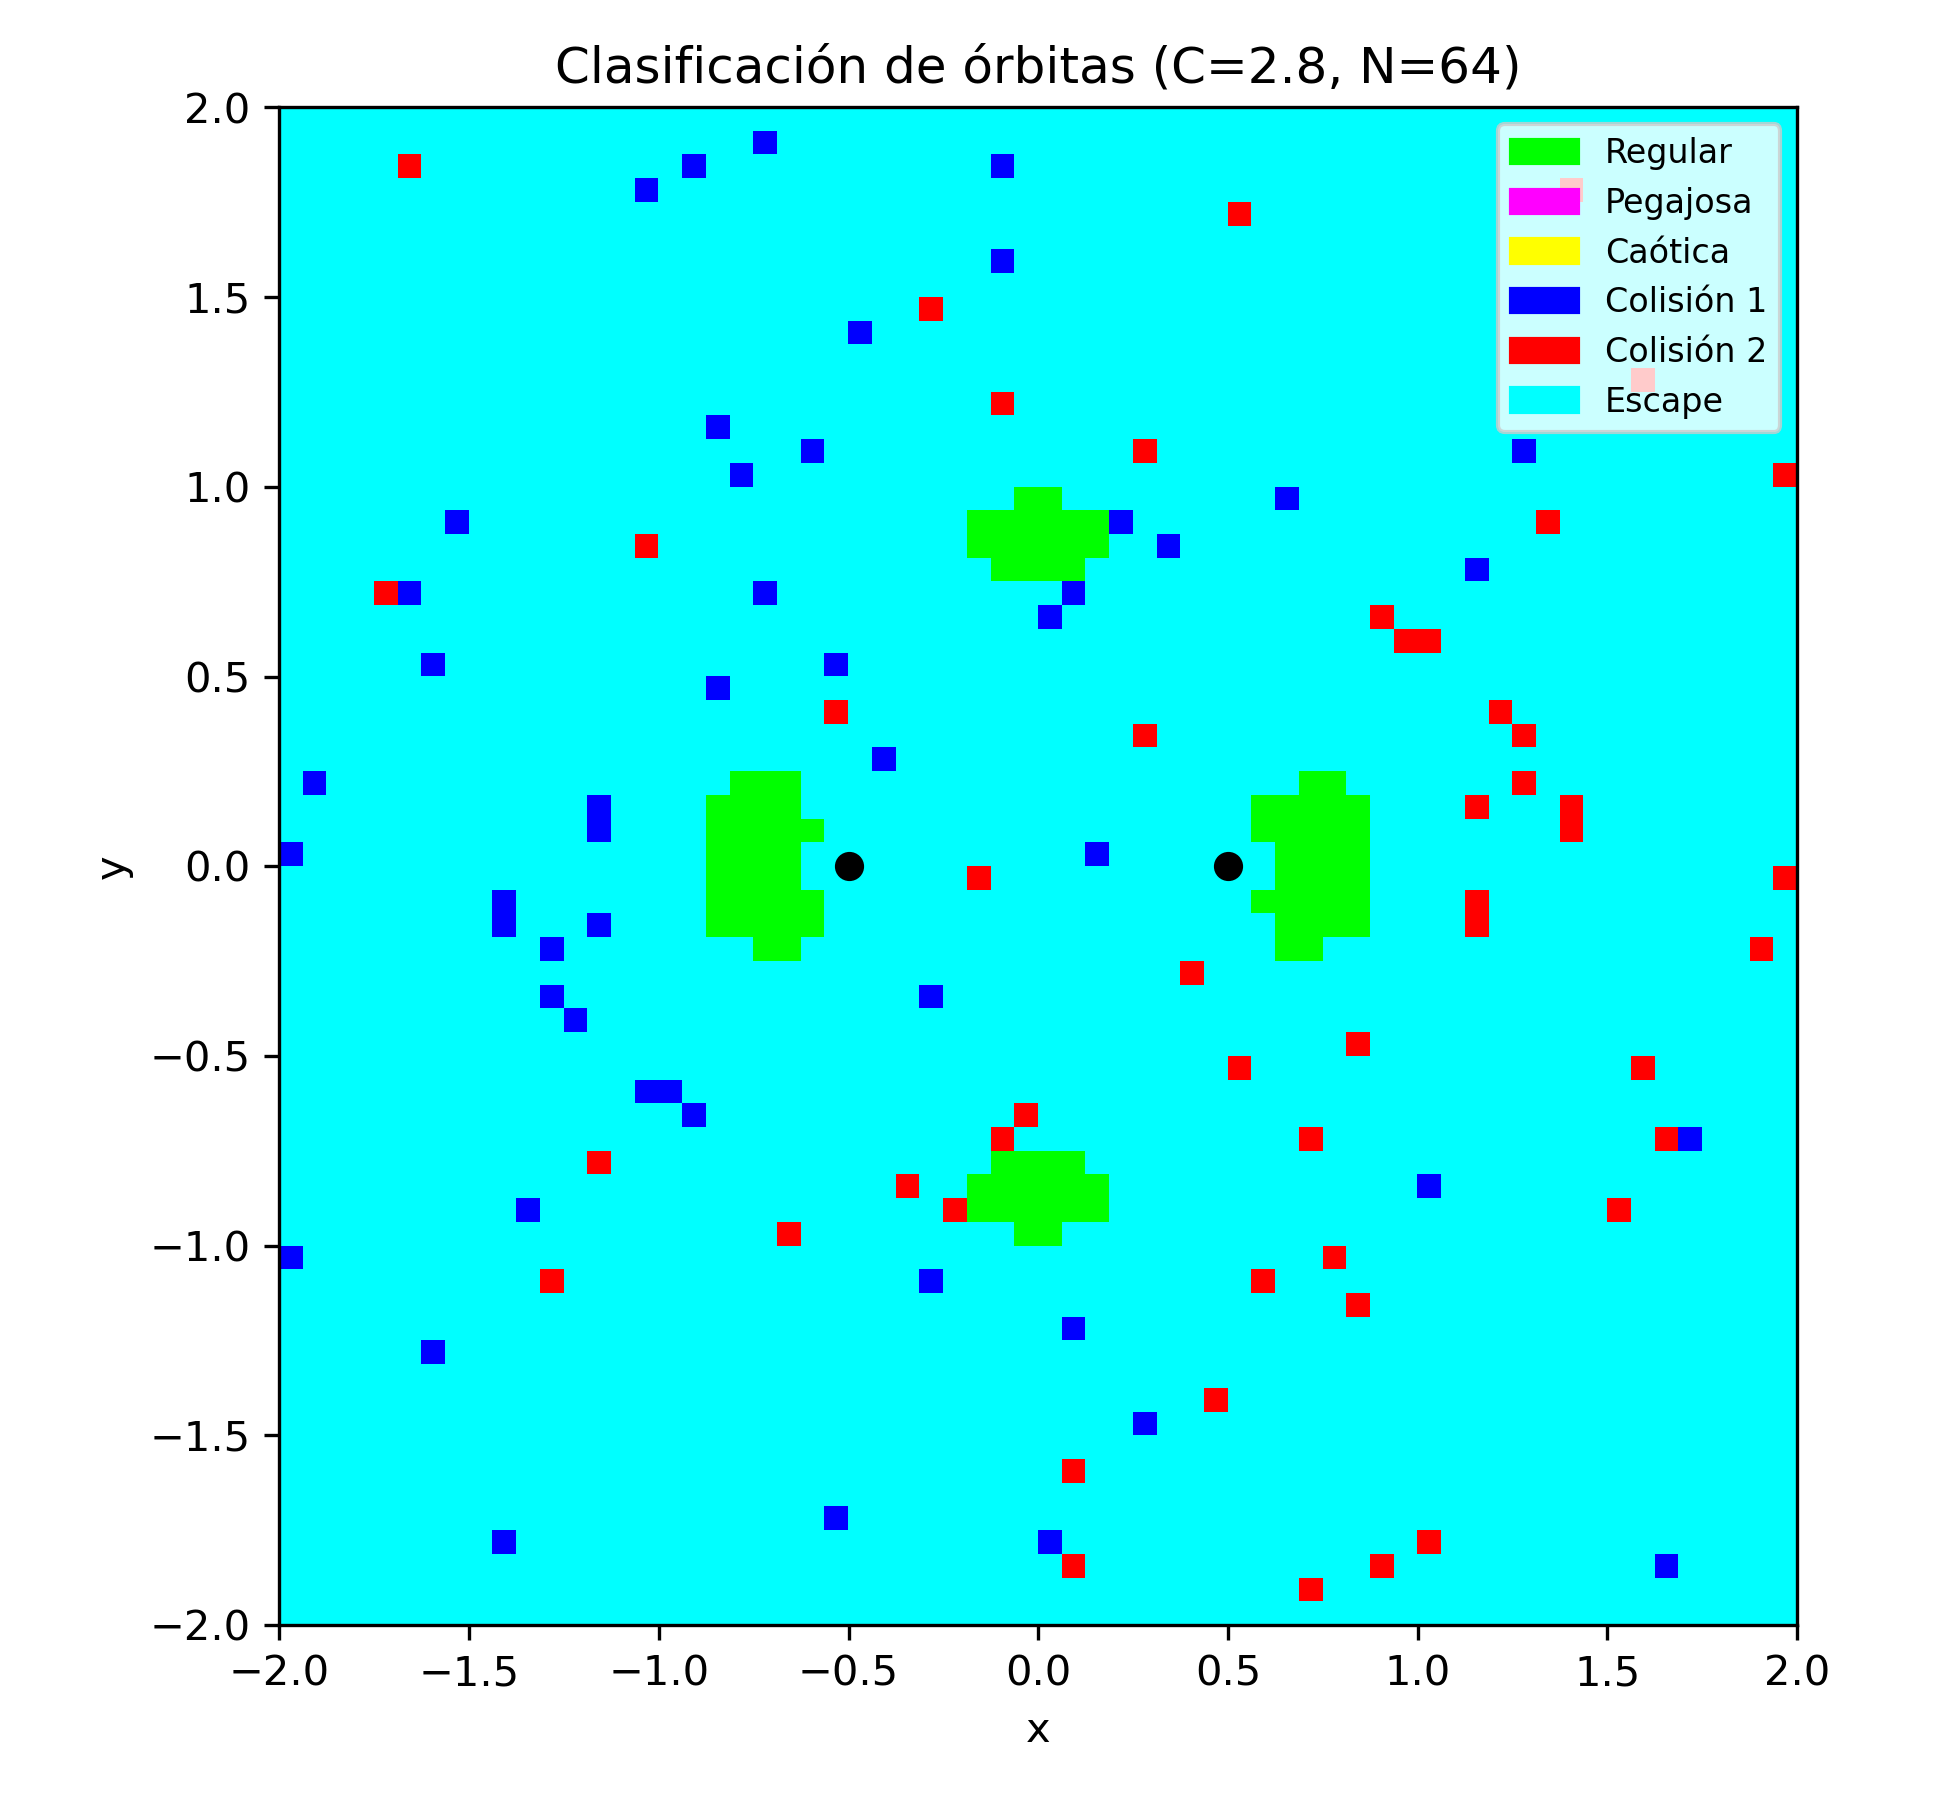 Clasificación de órbitas (C=2.8, N=64)
2.0
1.5
1.0
0.5
0.0
−0.5
−1.0
−1.5
−2.0
y
Regular
Pegajosa
Caótica
Colisión 1
Colisión 2
Escape
−2.0 −1.5 −1.0 −0.5 0.0 0.5 1.0 1.5 2.0
x